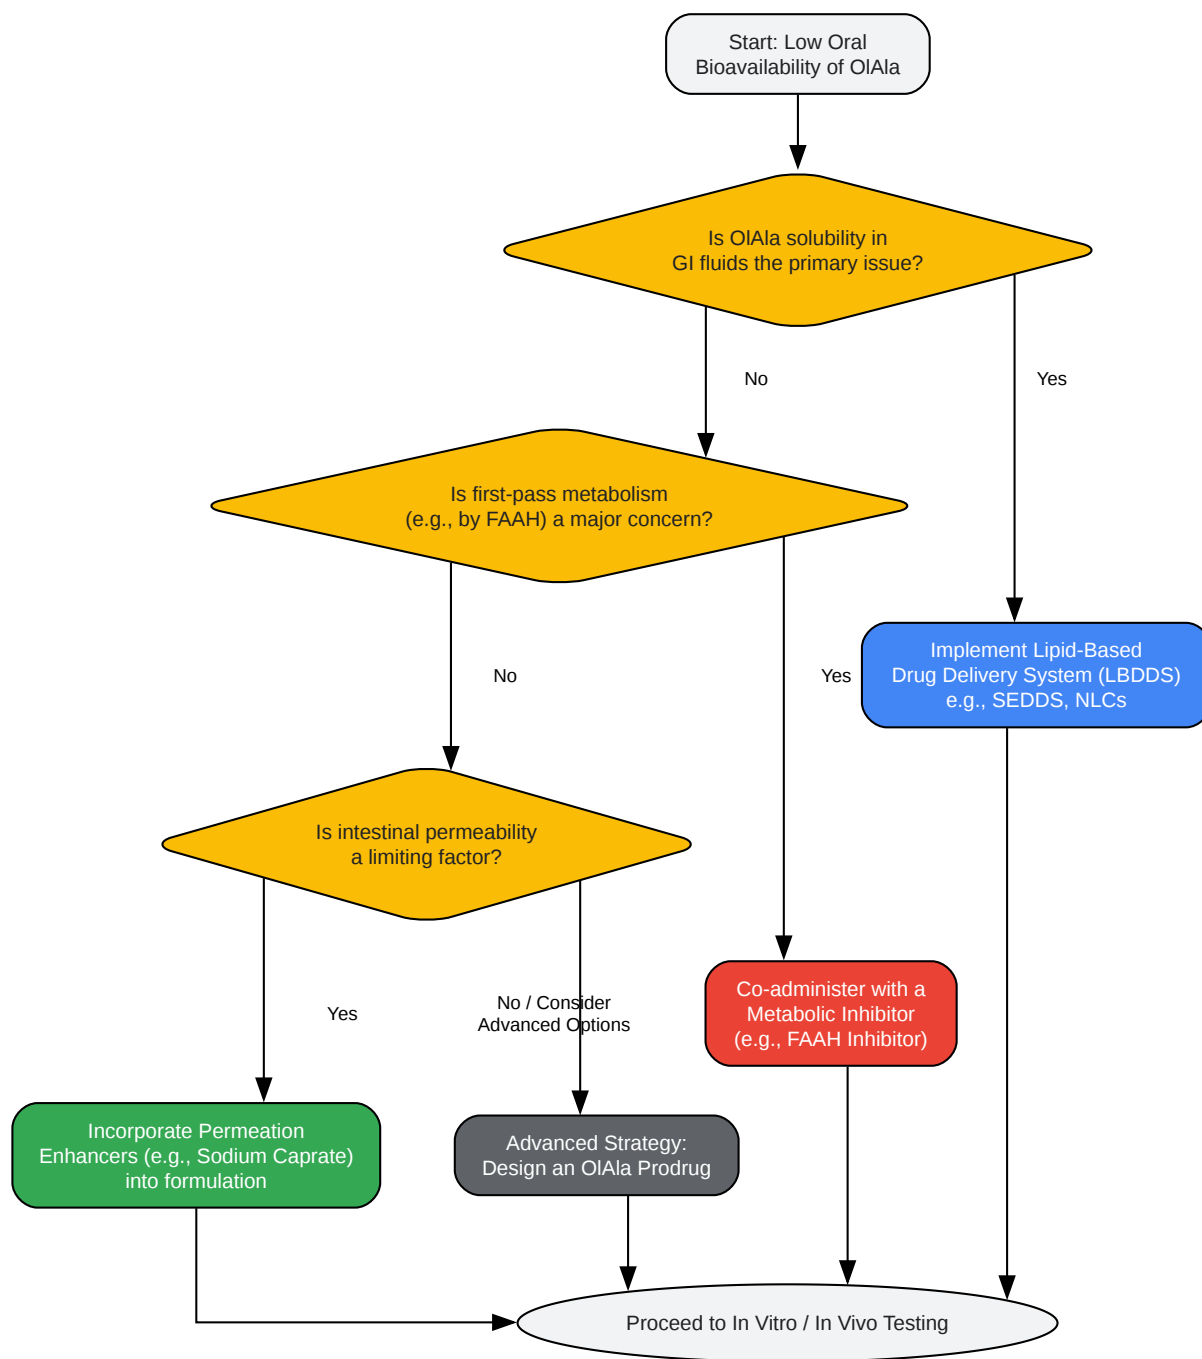 Start: Low Oral
Bioavailability of OlAla
Is OlAla solubility in
GI fluids the primary issue?
No
Yes
Is first-pass metabolism
(e.g., by FAAH) a major concern?
No
Yes
Implement Lipid-Based
Drug Delivery System (LBDDS)
e.g., SEDDS, NLCs
Is intestinal permeability
a limiting factor?
Yes
No / Consider
Advanced Options
Co-administer with a
Metabolic Inhibitor
(e.g., FAAH Inhibitor)
Incorporate Permeation
Enhancers (e.g., Sodium Caprate)
into formulation
Advanced Strategy:
Design an OlAla Prodrug
Proceed to In Vitro / In Vivo Testing